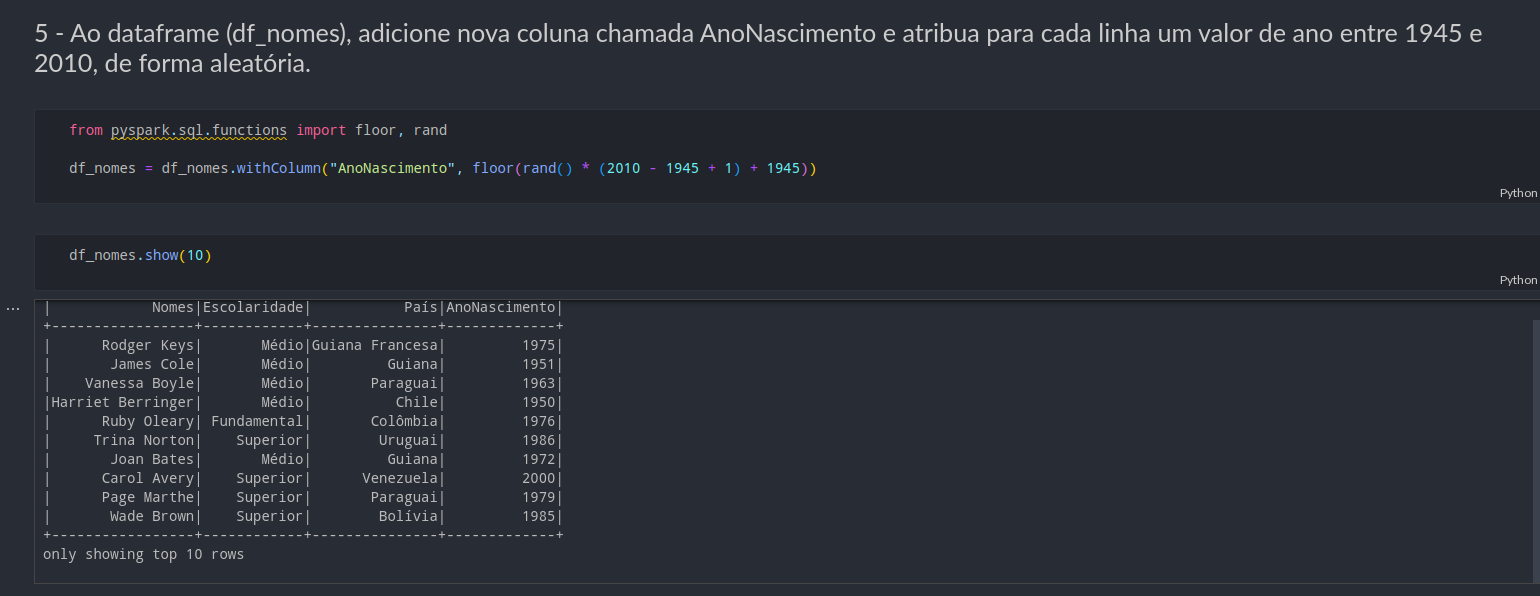 5 - Ao dataframe (df_nomes), adicione nova coluna chamada AnoNascimento e atribua para cada linha um valor de ano entre 1945 e
2010, de forma aleatória.
from pyspark.sql.functions import floor, rand
df_nomes = df_nomes.withColumn("AnoNascimento", floor(rand() * (2010 - 1945 + 1) + 1945))
Python
df_nomes.show(10)
Python
...
|            Nomes|Escolaridade|           País|AnoNascimento|
+-----------------+------------+---------------+-------------+
|      Rodger Keys|       Médio|Guiana Francesa|         1975|
|       James Cole|       Médio|         Guiana|         1951|
|    Vanessa Boyle|       Médio|       Paraguai|         1963|
|Harriet Berringer|       Médio|          Chile|         1950|
|      Ruby Oleary| Fundamental|       Colômbia|         1976|
|     Trina Norton|    Superior|        Uruguai|         1986|
|       Joan Bates|       Médio|         Guiana|         1972|
|      Carol Avery|    Superior|      Venezuela|         2000|
|      Page Marthe|    Superior|       Paraguai|         1979|
|       Wade Brown|    Superior|        Bolívia|         1985|
+-----------------+------------+---------------+-------------+
only showing top 10 rows